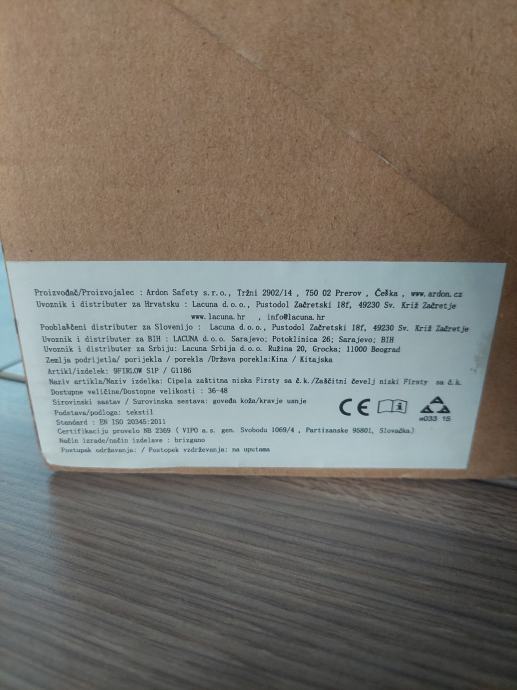 Proizvođač/Proizvojalec : Ardon Safety s.r.o., Tržni 2902/14 , 750 02 Prerov , Češka , www.ardon.cz
Uvoznik i distributer za Hrvatsku : Lacuna d.o.o., Pustodol Začretski 18f, 49230 Sv. Križ Začretje
www.lacuna.hr , info@lacuna.hr
Pooblaščeni distributer za Slovenijo : Lacuna d.o.o., Pustodol Začretski 18f, 49230 Sv. Križ Začretje
Uvoznik i distributer za BIH : LACUNA d.o.o. Sarajevo; Potoklinica 26; Sarajevo; BIH
Uvoznik i distributer za Srbiju: Lacuna Srbija d.o.o. Ružina 20, Grocka; 11000 Beograd
Zemlja podrijetla/ porijekla / porekla /Država porekla:Kina / Kitajska
Artikl/izdelek: 9FIRLOW S1P / G1186
Naziv artikla/Naziv izdelka: Cipela zaštitna niska Firsty sa č.k./Zaščitni čevelj nizki Firsty sa č.k.
Dostupne veličine/Dostopne velikosti : 36-48
Sirovinski sastav / Surovinska sestava: goveđa koža/kravje usnje
Podstava/podloga: tekstil
Standard : EN ISO 20345:2011
Certifikaciju provelo NB 2369 ( VIPO a.s. gen. Svobodu 1069/4 , Partizanske 95801, Slovačka)
Način izrade/način izdelave : brizgano
Postupak održavanja: / Postopek vzdrževanja: na uputama
CE i
м033 15